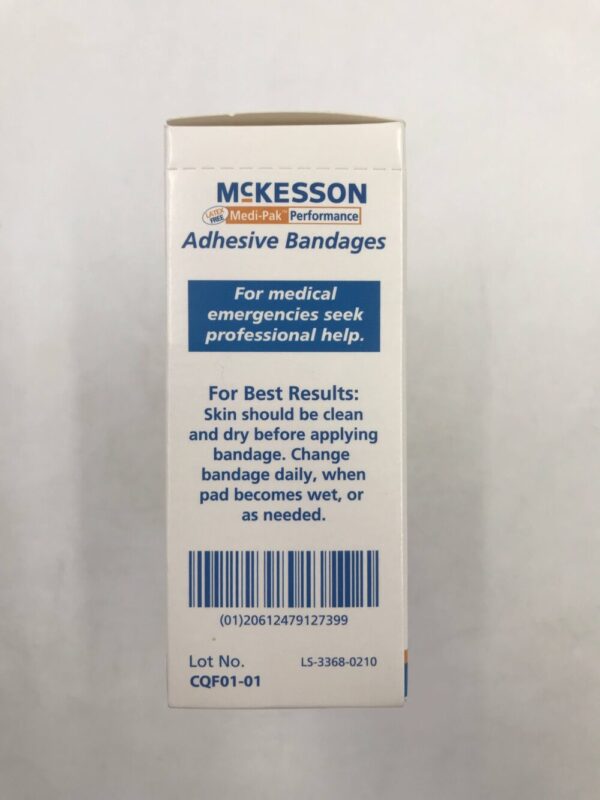 McKESSON
LATEX FREE Medi-Pak™ Performance
Adhesive Bandages
For medical
emergencies seek
professional help.
For Best Results:
Skin should be clean
and dry before applying
bandage. Change
bandage daily, when
pad becomes wet, or
as needed.
(01)20612479127399
Lot No. LS-3368-0210
CQF01-01